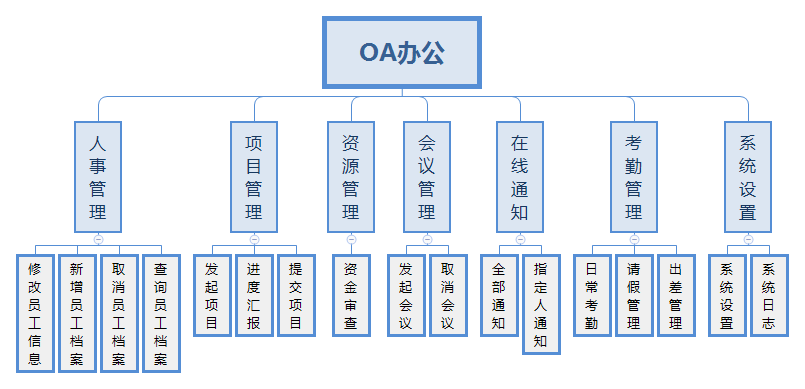 OA办公
人事管理
项目管理
资源管理
会议管理
在线通知
考勤管理
系统设置
修改员工信息
新增员工档案
取消员工档案
查询员工档案
发起项目
进度汇报
提交项目
资金审查
发起会议
取消会议
全部通知
指定人通知
日常考勤
请假管理
出差管理
系统设置
系统日志